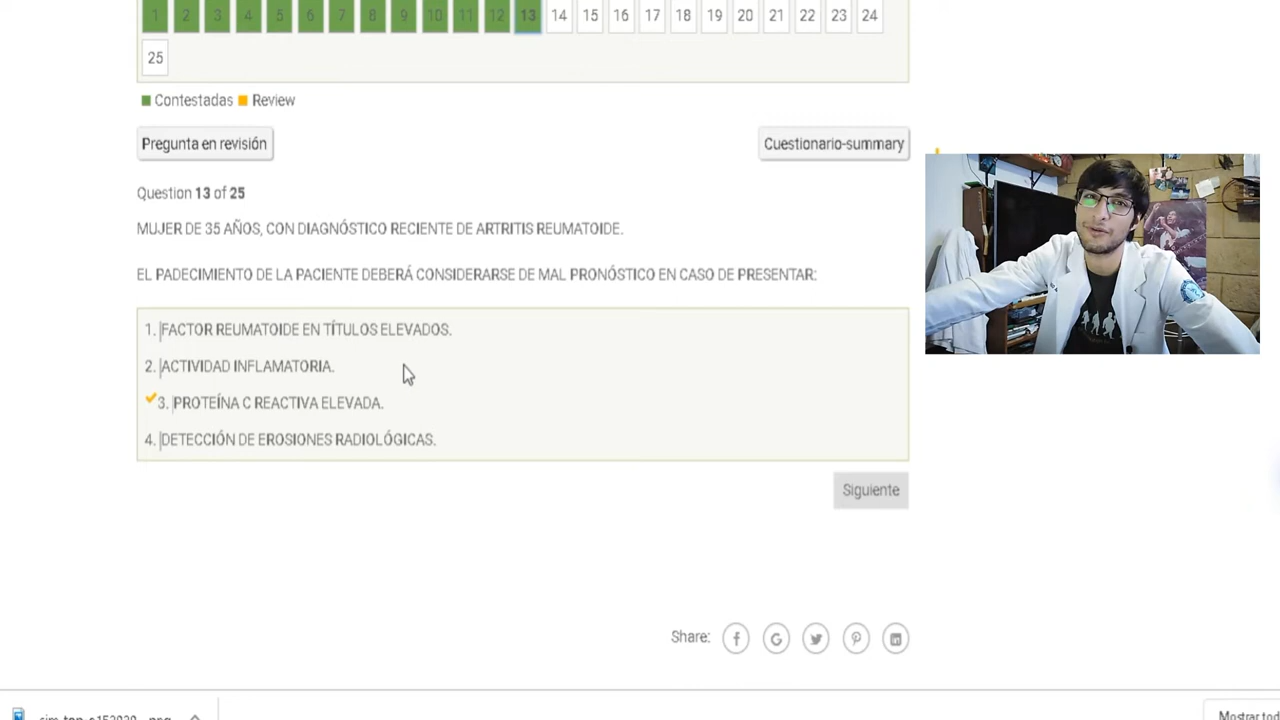 1 2 3 4 5 6 7 8 9 10 11 12 13 14 15 16 17 18 19 20 21 22 23 24
25
Contestadas Review
Pregunta en revisión Cuestionario-summary
Question 13 of 25
MUJER DE 35 AÑOS, CON DIAGNÓSTICO RECIENTE DE ARTRITIS REUMATOIDE.
EL PADECIMIENTO DE LA PACIENTE DEBERÁ CONSIDERARSE DE MAL PRONÓSTICO EN CASO DE PRESENTAR:
1. FACTOR REUMATOIDE EN TÍTULOS ELEVADOS.
2. ACTIVIDAD INFLAMATORIA.
3. PROTEÍNA C REACTIVA ELEVADA.
4. DETECCIÓN DE EROSIONES RADIOLÓGICAS.
Siguiente
Share:
Mostrar tod